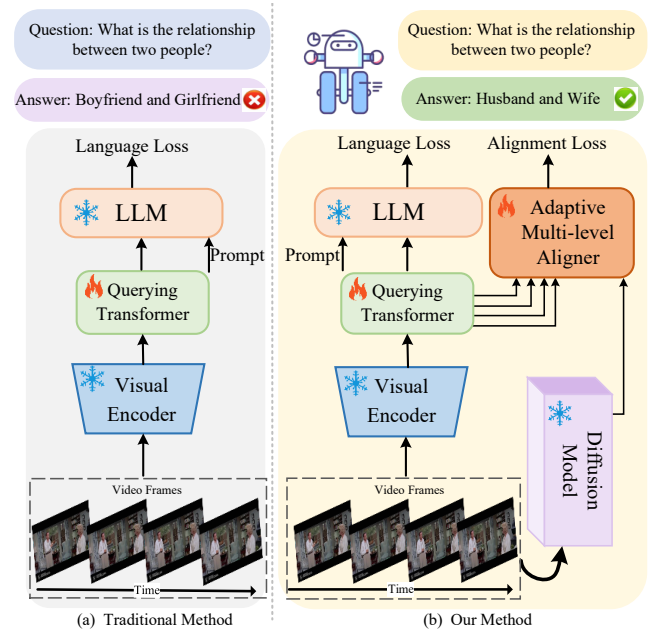 Question: What is the relationship
between two people?
Answer: Boyfriend and Girlfriend
Language Loss
LLM
Prompt
Querying
Transformer
Visual
Encoder
Video Frames
Time
(a) Traditional Method
Question: What is the relationship
between two people?
Answer: Husband and Wife
Language Loss
Alignment Loss
LLM
Adaptive
Multi-level
Aligner
Prompt
Querying
Transformer
Visual
Encoder
Diffusion
Model
Video Frames
Time
(b) Our Method